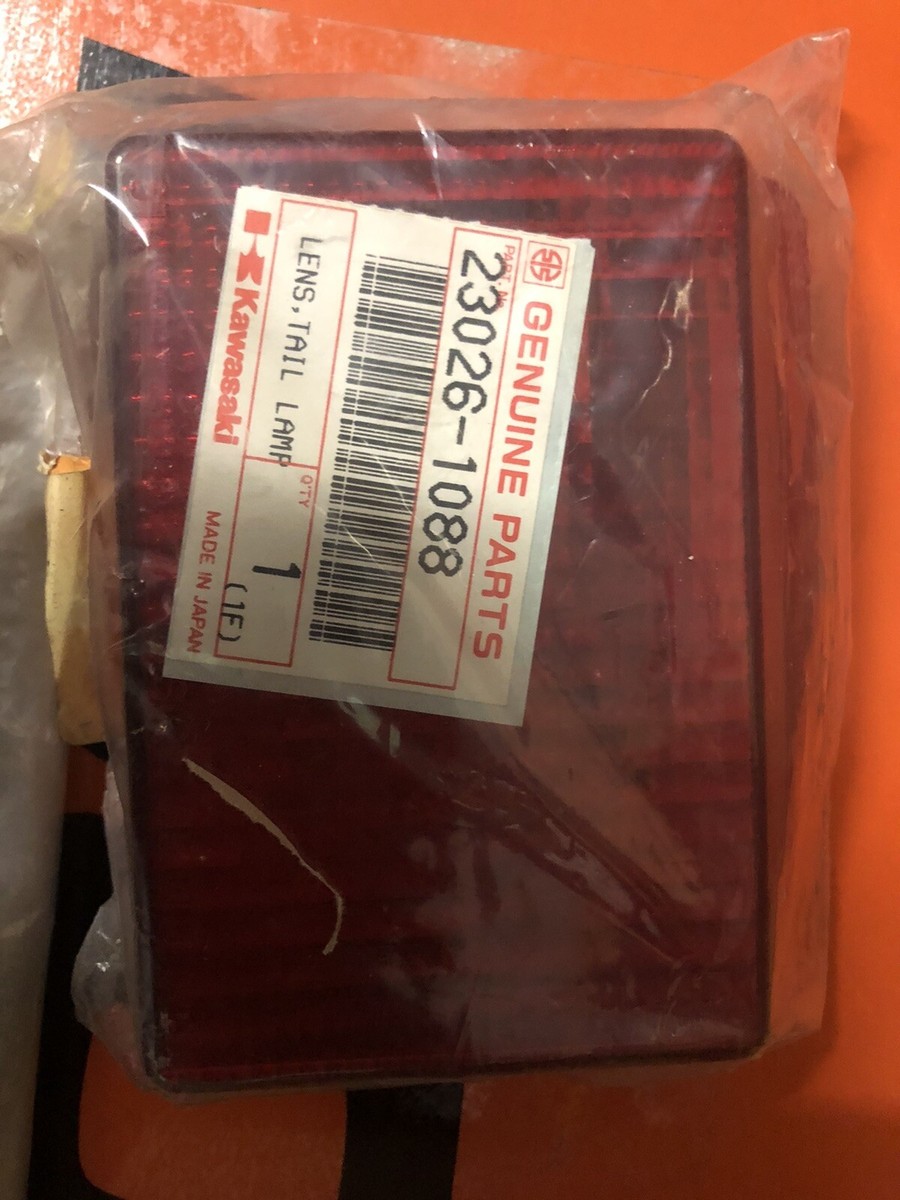 GENUINE PARTS
PART NO.
23026-1088
LENS,TAIL LAMP
Q'TY
1
(1F)
Kawasaki
MADE IN JAPAN